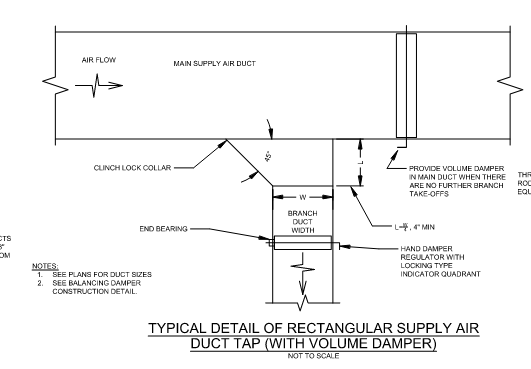 AIR FLOW
MAIN SUPPLY AIR DUCT
45°
L
CLINCH LOCK COLLAR
PROVIDE VOLUME DAMPER
IN MAIN DUCT WHEN THERE
ARE NO FURTHER BRANCH
TAKE-OFFS
THR
ROO
EQU
W
BRANCH
DUCT
WIDTH
L= W/4, 4" MIN
END BEARING
HAND DAMPER
REGULATOR WITH
LOCKING TYPE
INDICATOR QUADRANT
CTS
OM
NOTES:
1. SEE PLANS FOR DUCT SIZES
2. SEE BALANCING DAMPER
CONSTRUCTION DETAIL.
TYPICAL DETAIL OF RECTANGULAR SUPPLY AIR
DUCT TAP (WITH VOLUME DAMPER)
NOT TO SCALE